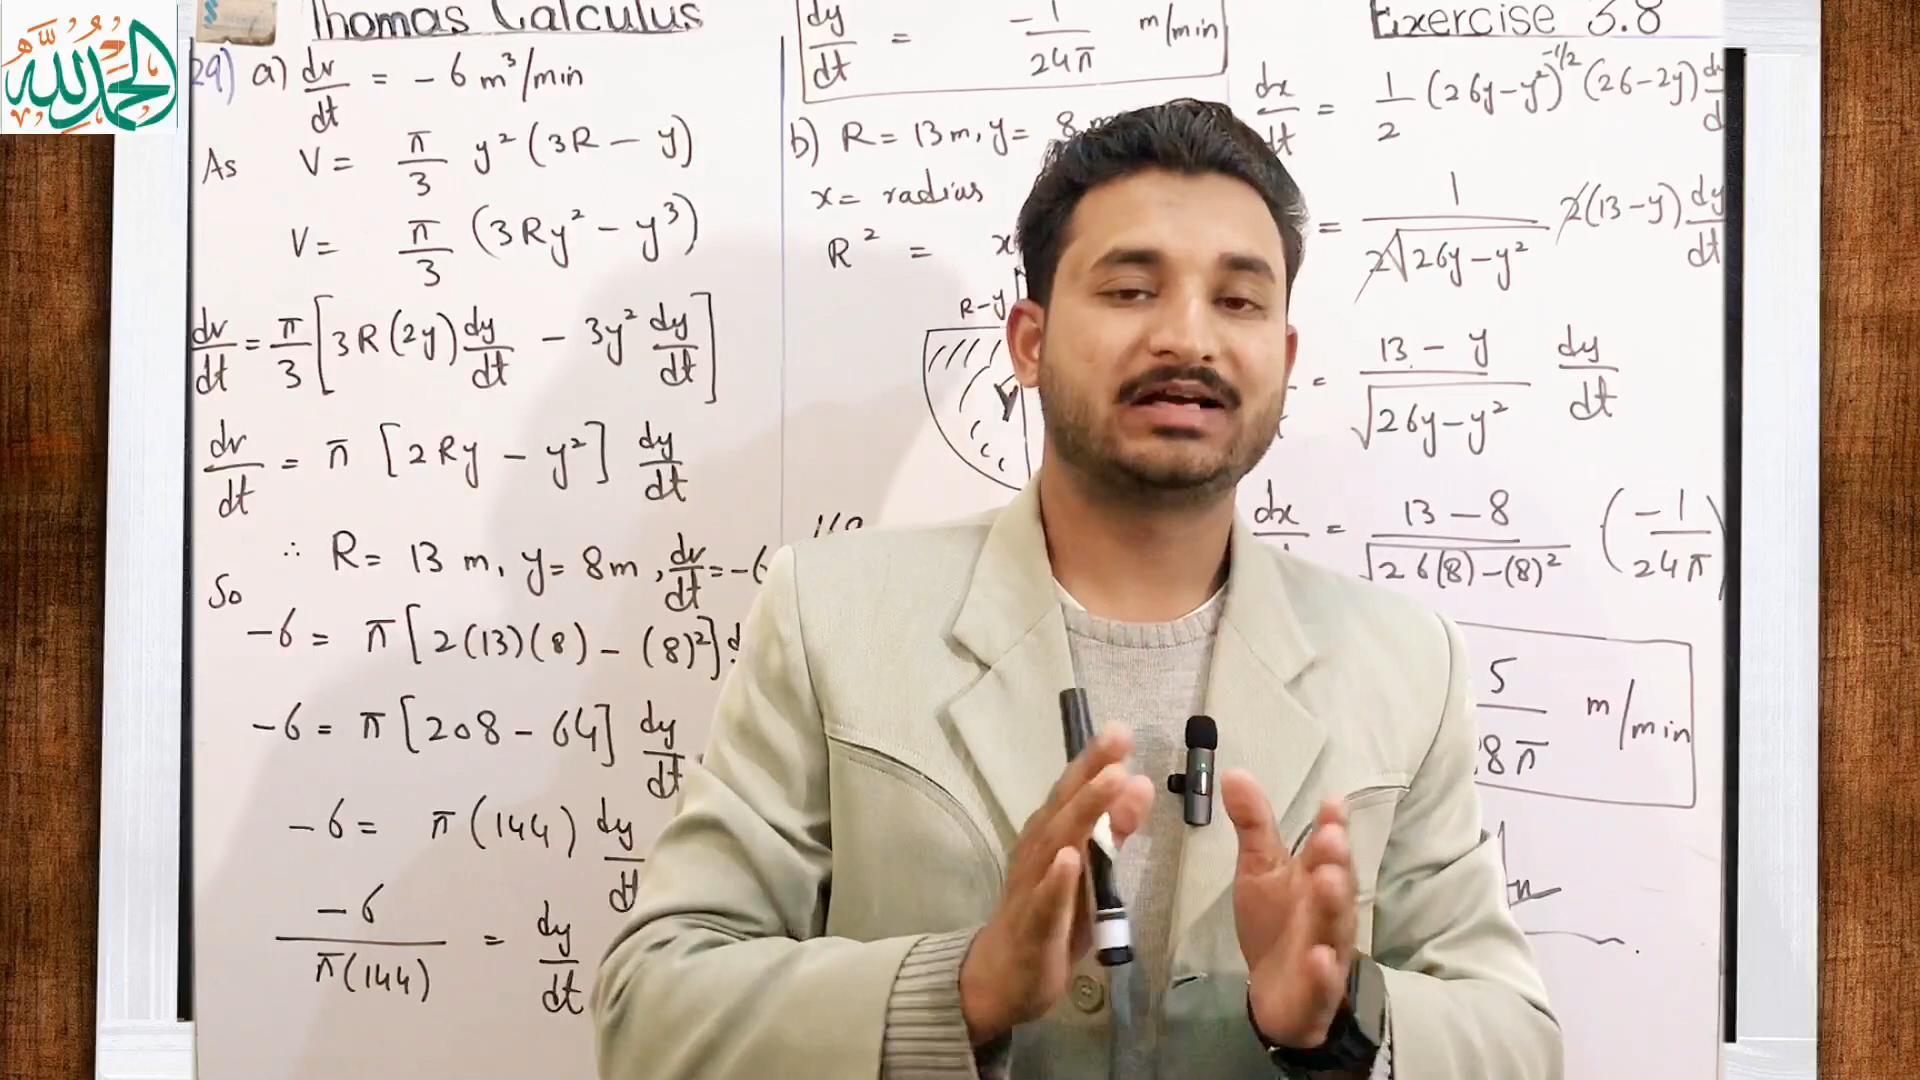 الحمد لله
Thomas Calculus
Exercise 3.8
29) a) dv/dt = -6 m³/min
As V = π/3 y² (3R - y)
V = π/3 (3Ry² - y³)
dv/dt = π/3 [3R(2y) dy/dt - 3y² dy/dt]
dv/dt = π [2Ry - y²] dy/dt
∴ R = 13 m, y = 8m, dv/dt = -6
So
-6 = π [2(13)(8) - (8)²] d
-6 = π [208 - 64] dy/dt
-6 = π (144) dy/dt
-6/π(144) = dy/dt
dy/dt = -1/24π m/min
b) R = 13 m, y = 8 m
x = radius
R² = x
R-y
dx/dt = 1/2 (26y - y²)^-1/2 (26 - 2y) dy/d
= 1/2√26y - y² 2(13 - y) dy/dt
= 13 - y/√26y - y² dy/dt
dx = 13 - 8/√26(8) - (8)² (-1/24π)
5/8π m/min